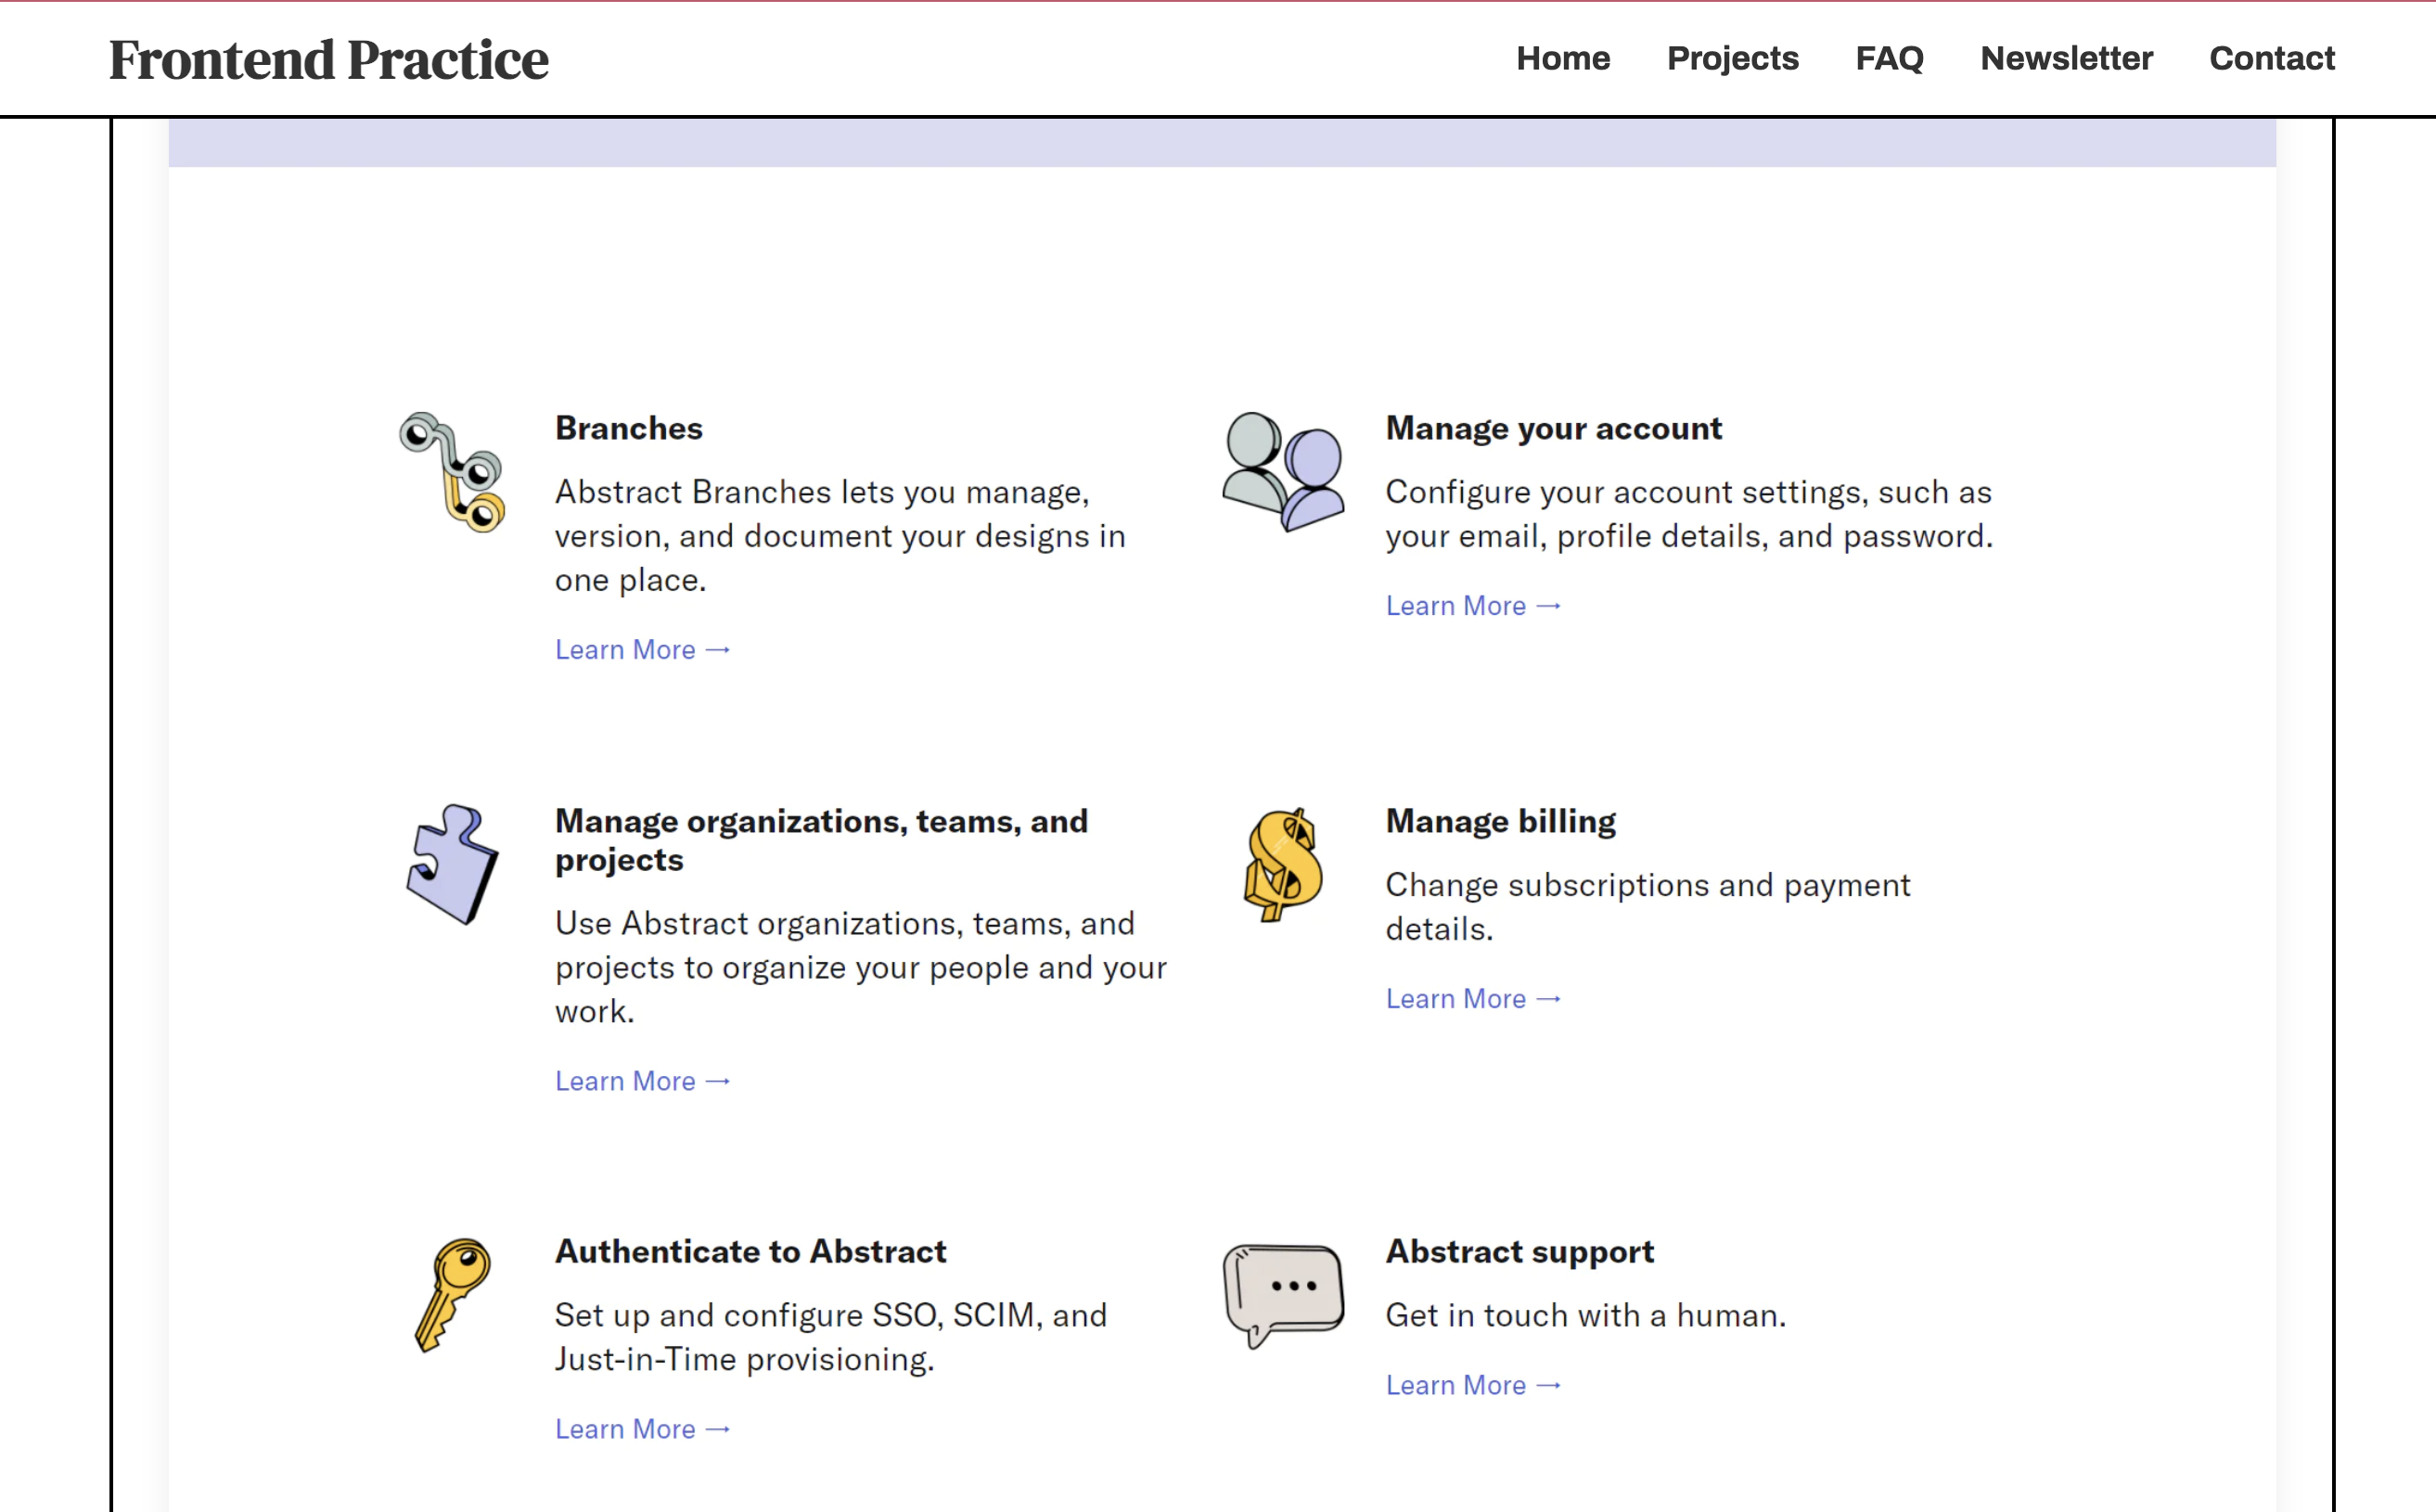 Frontend Practice
Home Projects FAQ Newsletter Contact
Branches
Abstract Branches lets you manage,
version, and document your designs in
one place.
Learn More →
Manage your account
Configure your account settings, such as
your email, profile details, and password.
Learn More →
Manage organizations, teams, and
projects
Use Abstract organizations, teams, and
projects to organize your people and your
work.
Learn More →
Manage billing
Change subscriptions and payment
details.
Learn More →
Authenticate to Abstract
Set up and configure SSO, SCIM, and
Just-in-Time provisioning.
Learn More →
Abstract support
Get in touch with a human.
Learn More →